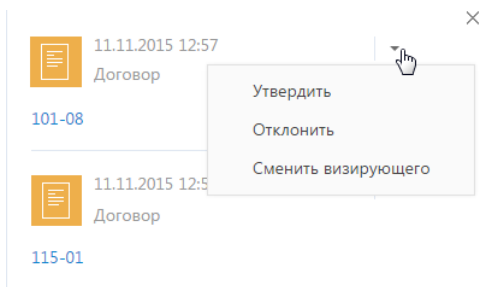 11.11.2015 12:57
Договор
Утвердить
101-08
Отклонить
Сменить визирующего
11.11.2015 12:5
Договор
115-01